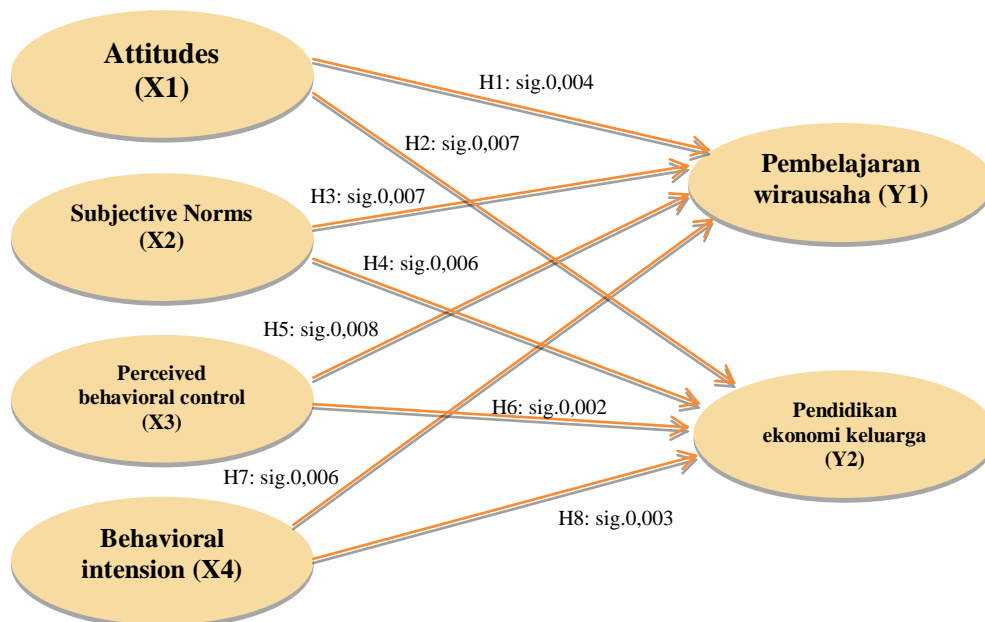 Attitudes
(X1)
H1: sig.0,004
H2: sig.0,007
Pembelajaran
wirausaha (Y1)
H3: sig.0,007
Subjective Norms
(X2)
H4: sig.0,006
H5: sig.0,008
Perceived
behavioral control
(X3)
H6: sig.0,002
Pendidikan
ekonomi keluarga
(Y2)
H7: sig.0,006
H8: sig.0,003
Behavioral
intension (X4)